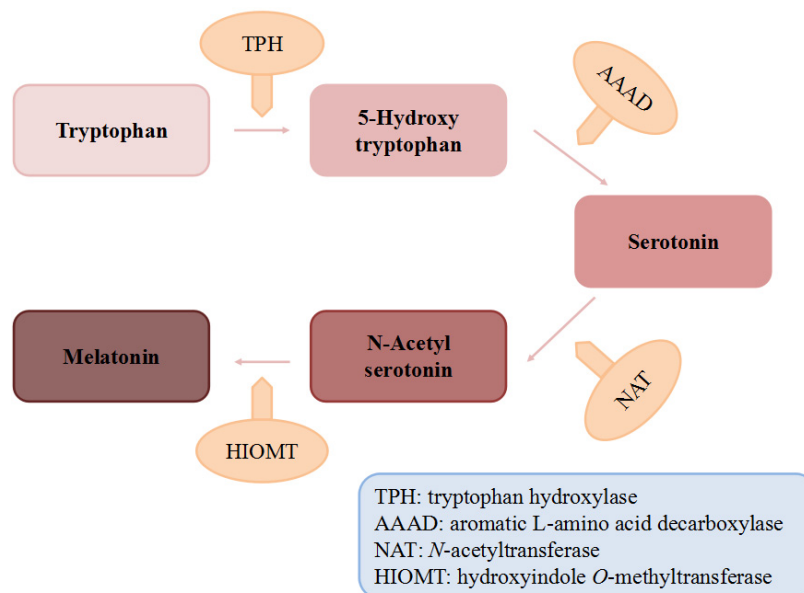 TPH
AAAD
Tryptophan
5-Hydroxy
tryptophan
Serotonin
Melatonin
N-Acetyl
serotonin
NAT
HIOMT
TPH: tryptophan hydroxylase
AAAD: aromatic L-amino acid decarboxylase
NAT: N-acetyltransferase
HIOMT: hydroxyindole O-methyltransferase